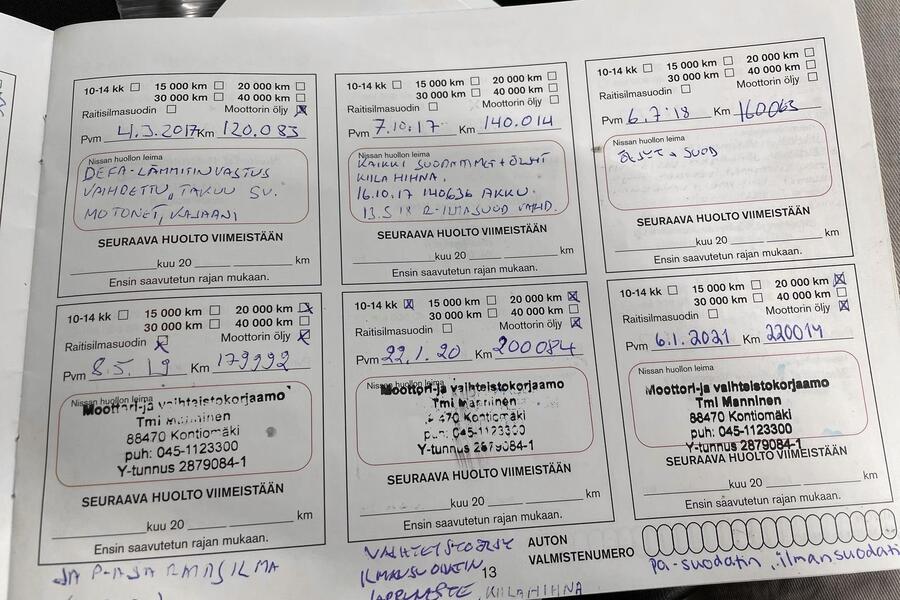 10-14 kk 15 000 km 20 000 km
30 000 km 40 000 km
Raitisilmasuodin Moottorin öljy
Pvm 4.3.2017 Km 120.083
Nissan huollon leima
DEFA-LÄMMITINVASTUS
VAIHDETTU, TAKUU SV.
MOTONET, KAJAANI
SEURAAVA HUOLTO VIIMEISTÄÄN
kuu 20 km
Ensin saavutetun rajan mukaan.
10-14 kk 15 000 km 20 000 km
30 000 km 40 000 km
Raitisilmasuodin Moottorin öljy
Pvm 7.10.17 Km 140.014
Nissan huollon leima
KAIKKI SUODATTIMET + ÖLJYT
KIILAHIHNA.
16.10.17 140636 AKKU.
13.5.18 R-ILMASUOD VAIHD.
SEURAAVA HUOLTO VIIMEISTÄÄN
kuu 20 km
Ensin saavutetun rajan mukaan.
10-14 kk 15 000 km 20 000 km
30 000 km 40 000 km
Raitisilmasuodin Moottorin öljy
Pvm 6.7.18 Km 160063
Nissan huollon leima
ÖLJYT + SUOD
SEURAAVA HUOLTO VIIMEISTÄÄN
kuu 20 km
Ensin saavutetun rajan mukaan.
10-14 kk 15 000 km 20 000 km
30 000 km 40 000 km
Raitisilmasuodin Moottorin öljy
Pvm 8.5.19 Km 179992
Nissan huollon leima
Moottori-ja vaihteistokorjaamo
Tmi Manninen
88470 Kontiomäki
puh: 045-1123300
Y-tunnus 2879084-1
SEURAAVA HUOLTO VIIMEISTÄÄN
kuu 20 km
Ensin saavutetun rajan mukaan.
JA RAITISILMA
10-14 kk 15 000 km 20 000 km
30 000 km 40 000 km
Raitisilmasuodin Moottorin öljy
Pvm 22.1.20 Km 200084
Nissan huollon leima
Moottori-ja vaihteistokorjaamo
Tmi Manninen
88470 Kontiomäki
puh: 045-1123300
Y-tunnus 2879084-1
SEURAAVA HUOLTO VIIMEISTÄÄN
kuu 20 km
Ensin saavutetun rajan mukaan.
VAIHTEISTOÖLJY
ILMANSUODATIN,
KIILAHIHNA
10-14 kk 15 000 km 20 000 km
30 000 km 40 000 km
Raitisilmasuodin Moottorin öljy
Pvm 6.1.2021 Km 220014
Nissan huollon leima
Moottori-ja vaihteistokorjaamo
Tmi Manninen
88470 Kontiomäki
puh: 045-1123300
Y-tunnus 2879084-1
SEURAAVA HUOLTO VIIMEISTÄÄN
kuu 20 km
Ensin saavutetun rajan mukaan.
AUTON
VALMISTENUMERO
pa-suodatin, ilmansuodati
13